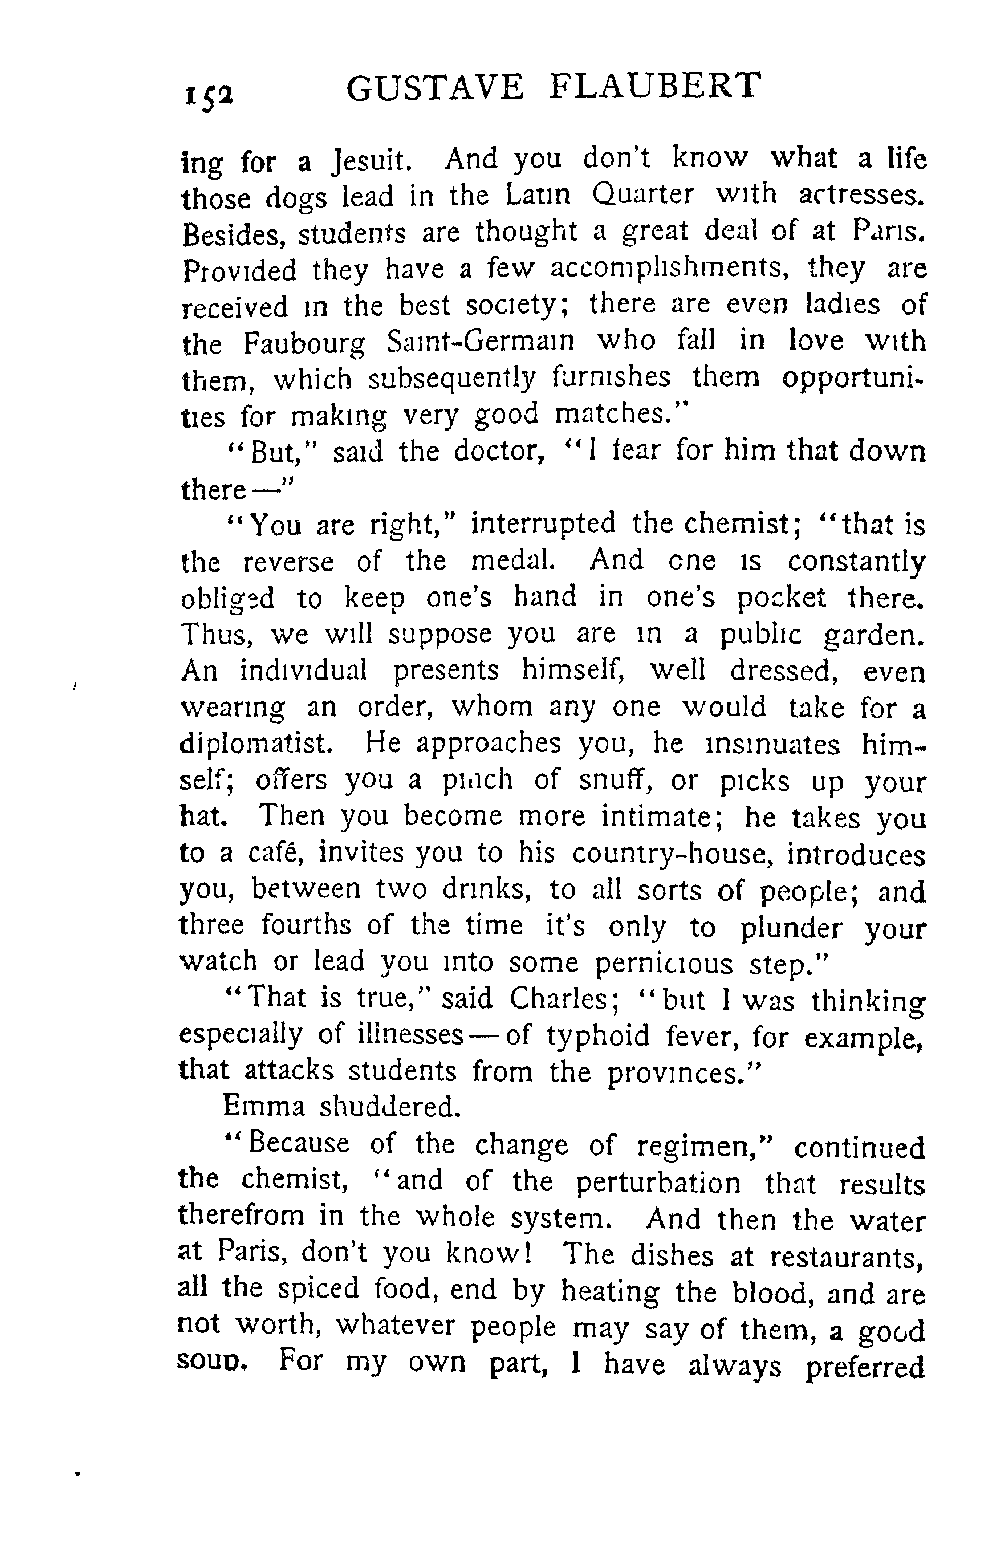 152 GUSTAVE FLAUBERT
ing for a Jesuit. And you don't know what a life
those dogs lead in the Latin Quarter with actresses.
Besides, students are thought a great deal of at Paris.
Provided they have a few accomplishments, they are
received in the best society; there are even ladies of
the Faubourg Saint-Germain who fall in love with
them, which subsequently furnishes them opportuni-
ties for making very good matches."
"But," said the doctor, "I fear for him that down
there—"
"You are right," interrupted the chemist; "that is
the reverse of the medal. And one is constantly
obliged to keep one's hand in one's pocket there.
Thus, we will suppose you are in a public garden.
An individual presents himself, well dressed, even
wearing an order, whom any one would take for a
diplomatist. He approaches you, he insinuates him-
self; offers you a pinch of snuff, or picks up your
hat. Then you become more intimate; he takes you
to a café, invites you to his country-house, introduces
you, between two drinks, to all sorts of people; and
three fourths of the time it's only to plunder your
watch or lead you into some pernicious step."
"That is true," said Charles; "but I was thinking
especially of illnesses—of typhoid fever, for example,
that attacks students from the provinces."
Emma shuddered.
"Because of the change of regimen," continued
the chemist, "and of the perturbation that results
therefrom in the whole system. And then the water
at Paris, don't you know! The dishes at restaurants,
all the spiced food, end by heating the blood, and are
not worth, whatever people may say of them, a good
soup. For my own part, I have always preferred